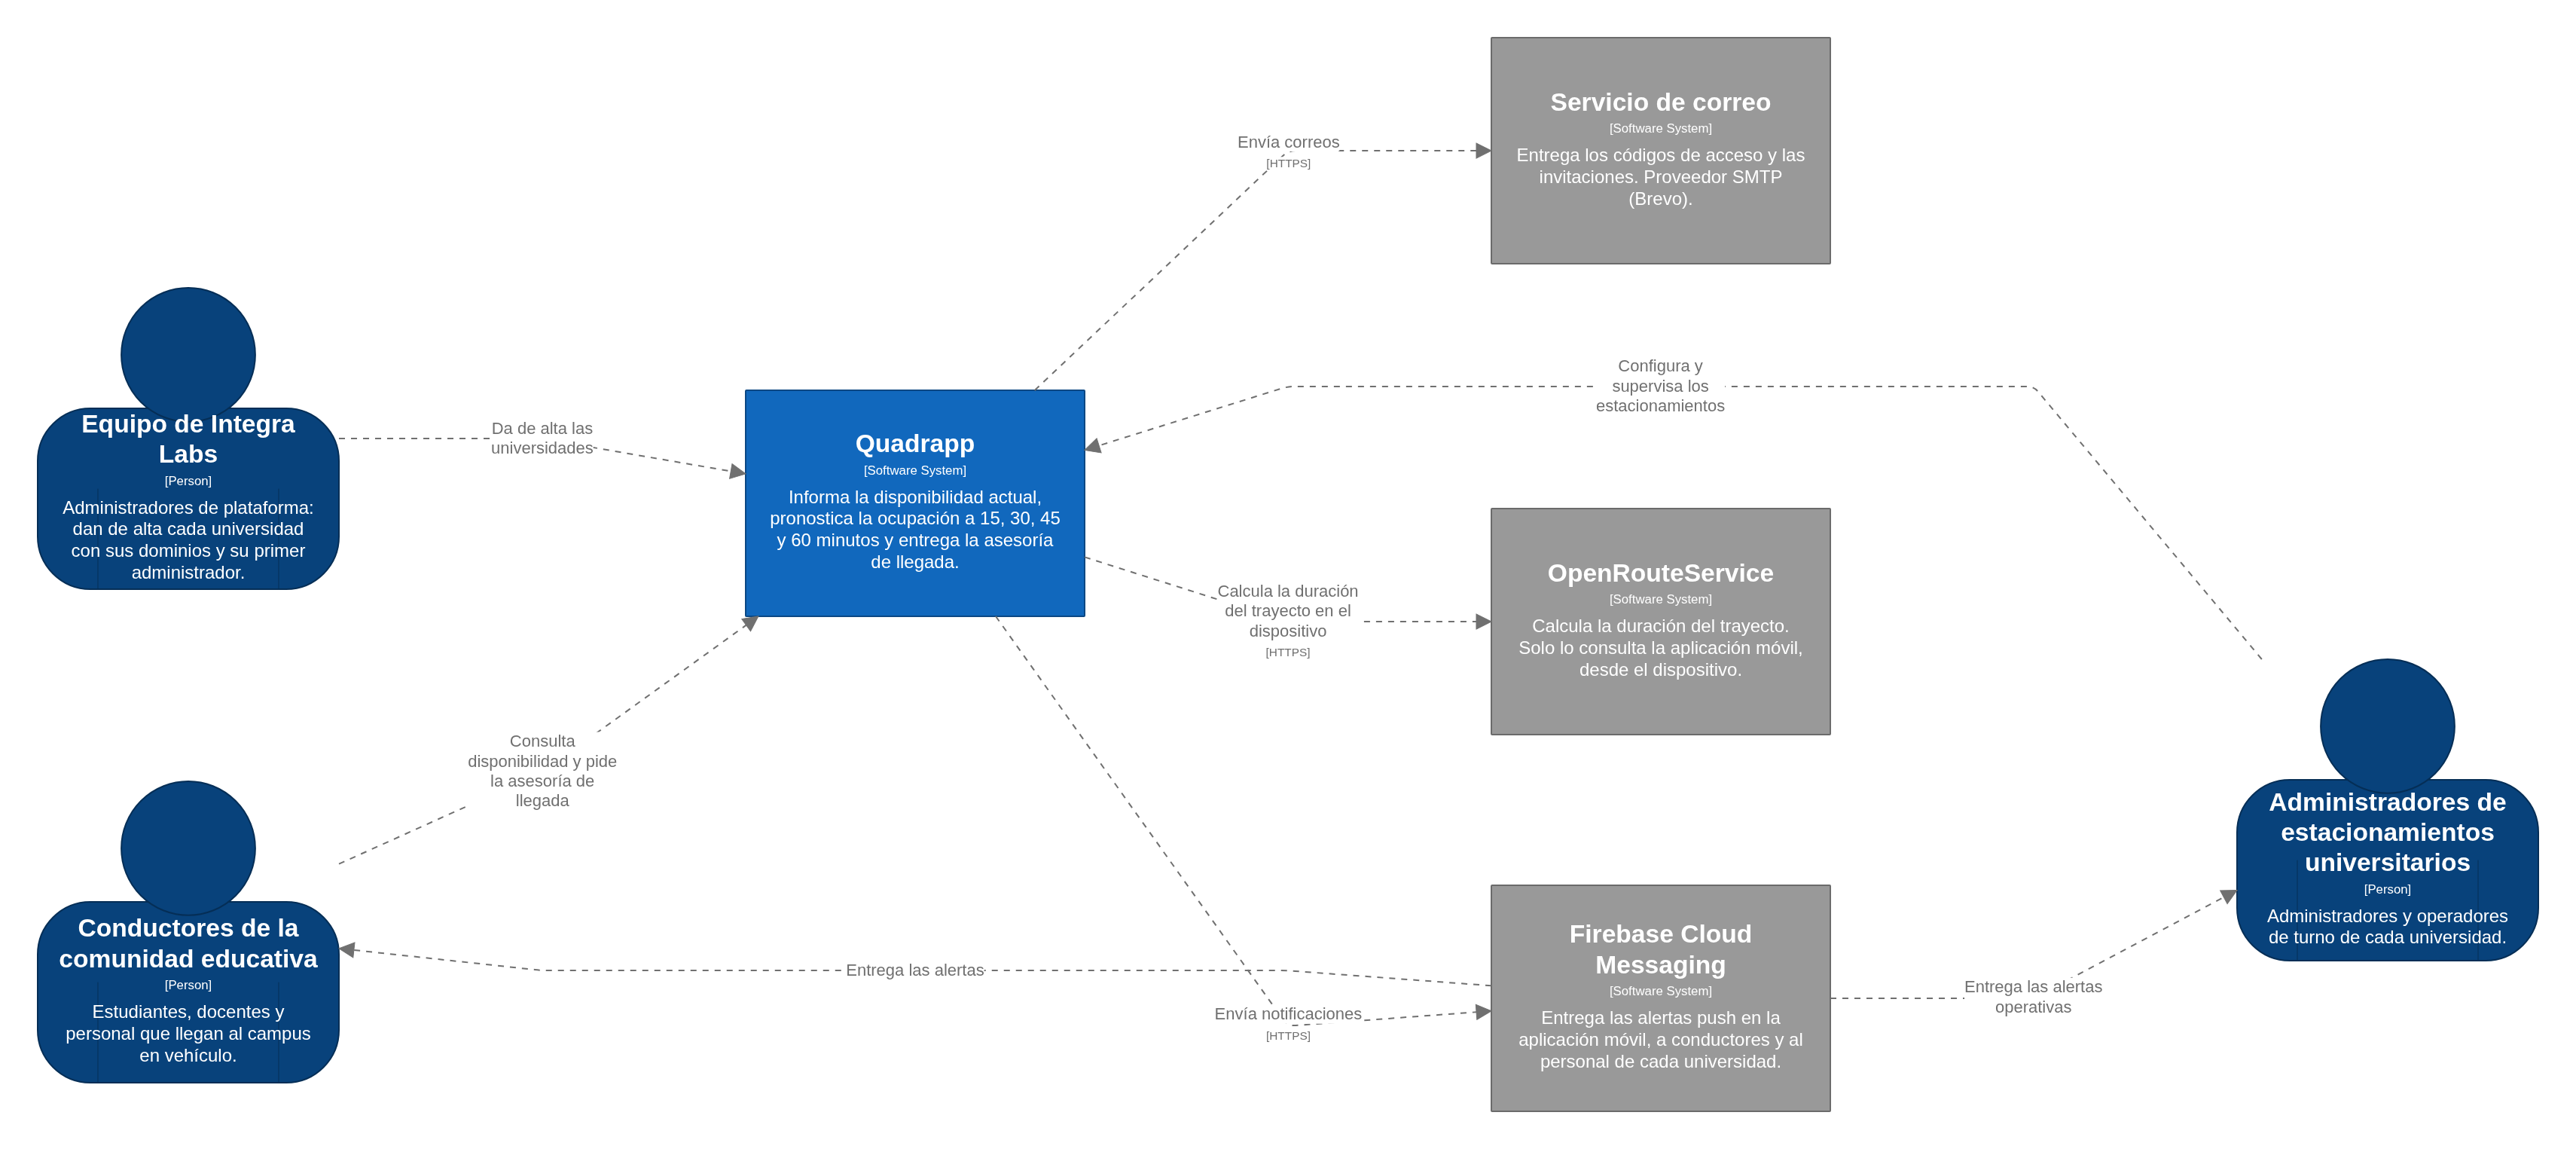 Servicio de correo
[Software System]
Entrega los códigos de acceso y las
invitaciones. Proveedor SMTP
(Brevo).
Envía correos
[HTTPS]
Configura y
supervisa los
estacionamientos
Equipo de Integra
Labs
[Person]
Administradores de plataforma:
dan de alta cada universidad
con sus dominios y su primer
administrador.
Da de alta las
universidades
Quadrapp
[Software System]
Informa la disponibilidad actual,
pronostica la ocupación a 15, 30, 45
y 60 minutos y entrega la asesoría
de llegada.
Calcula la duración
del trayecto en el
dispositivo
[HTTPS]
OpenRouteService
[Software System]
Calcula la duración del trayecto.
Solo lo consulta la aplicación móvil,
desde el dispositivo.
Consulta
disponibilidad y pide
la asesoría de
llegada
Administradores de
estacionamientos
universitarios
[Person]
Administradores y operadores
de turno de cada universidad.
Conductores de la
comunidad educativa
[Person]
Estudiantes, docentes y
personal que llegan al campus
en vehículo.
Entrega las alertas
Envía notificaciones
[HTTPS]
Firebase Cloud
Messaging
[Software System]
Entrega las alertas push en la
aplicación móvil, a conductores y al
personal de cada universidad.
Entrega las alertas
operativas